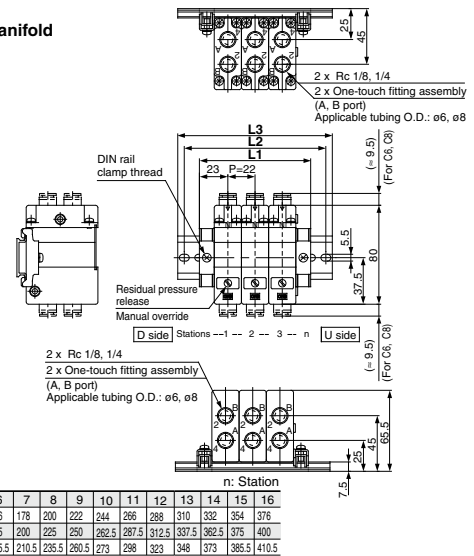 anifold
25
45
2 x Rc 1/8, 1/4
2 x One-touch fitting assembly
(A, B port)
Applicable tubing O.D.: ø6, ø8
L3
L2
L1
23 P=22
DIN rail
clamp thread
(≈ 9.5)
(For C6, C8)
5.5
80
37.5
Residual pressure
release
Manual override
D side Stations --1 -- 2 -- 3 -- n U side
(≈ 9.5)
(For C6, C8)
2 x Rc 1/8, 1/4
2 x One-touch fitting assembly
(A, B port)
Applicable tubing O.D.: ø6, ø8
B B B
2 2 2
A A A
4 4 4
25
45
65.5
7.5
n: Station
7 8 9 10 11 12 13 14 15 16
178 200 222 244 266 288 310 332 354 376
200 225 250 262.5 287.5 312.5 337.5 362.5 375 400
210.5 235.5 260.5 273 298 323 348 373 385.5 410.5